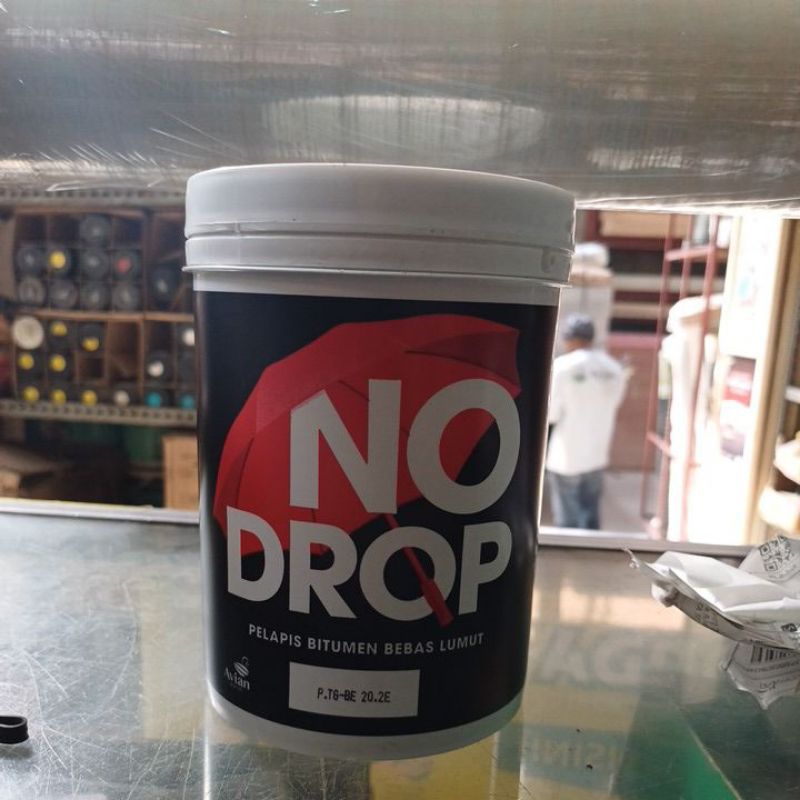 NO
DROP
PELAPIS BITUMEN BEBAS LUMUT
Avian
P.TG-BE 20.2E